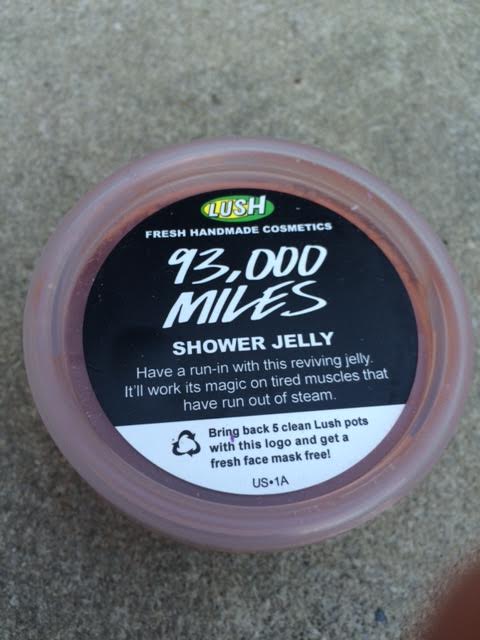 LUSH
FRESH HANDMADE COSMETICS
93,000
MILES
SHOWER JELLY
Have a run-in with this reviving jelly.
It'll work its magic on tired muscles that
have run out of steam.
Bring back 5 clean Lush pots
with this logo and get a
fresh face mask free!
US•1A